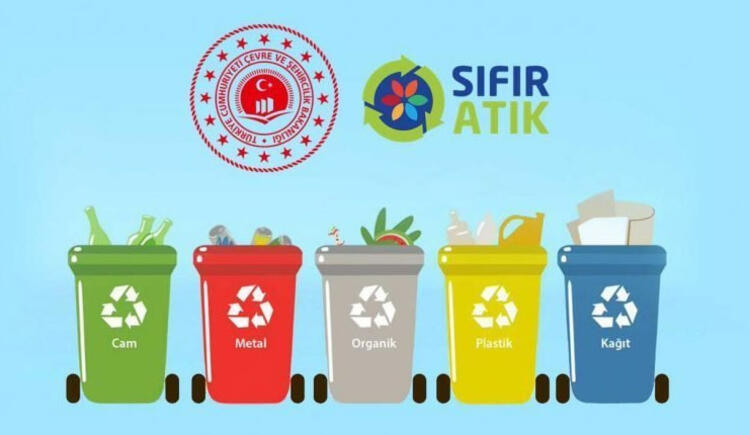 TÜRKİYE CUMHURİYETİ ÇEVRE VE ŞEHİRCİLİK BAKANLIĞI
SIFIR
ATIK
Cam
Metal
Organik
Plastik
Kağıt